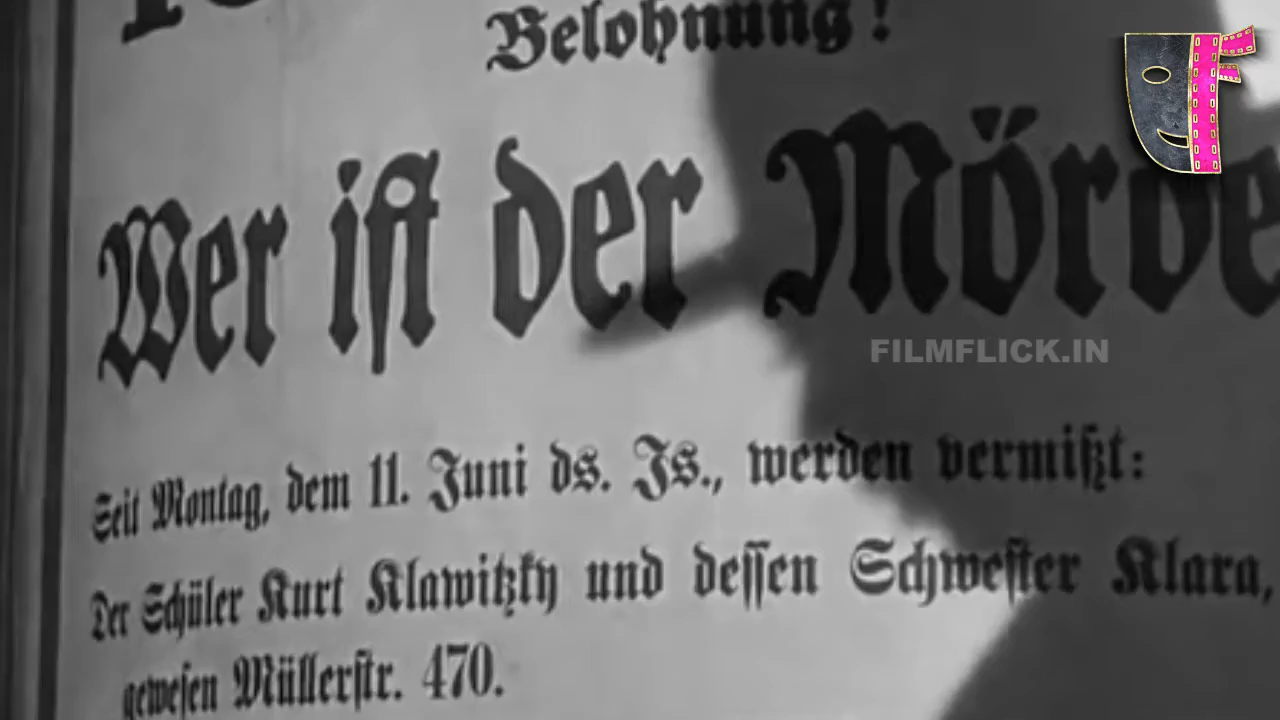 Belohnung!
Wer ist der Mörde
FILMFLICK.IN
Seit Montag, dem 11. Juni ds. Js., werden vermißt:
Der Schüler Kurt Klawitzky und dessen Schwester Klara,
gewesen Müllerstr. 470.